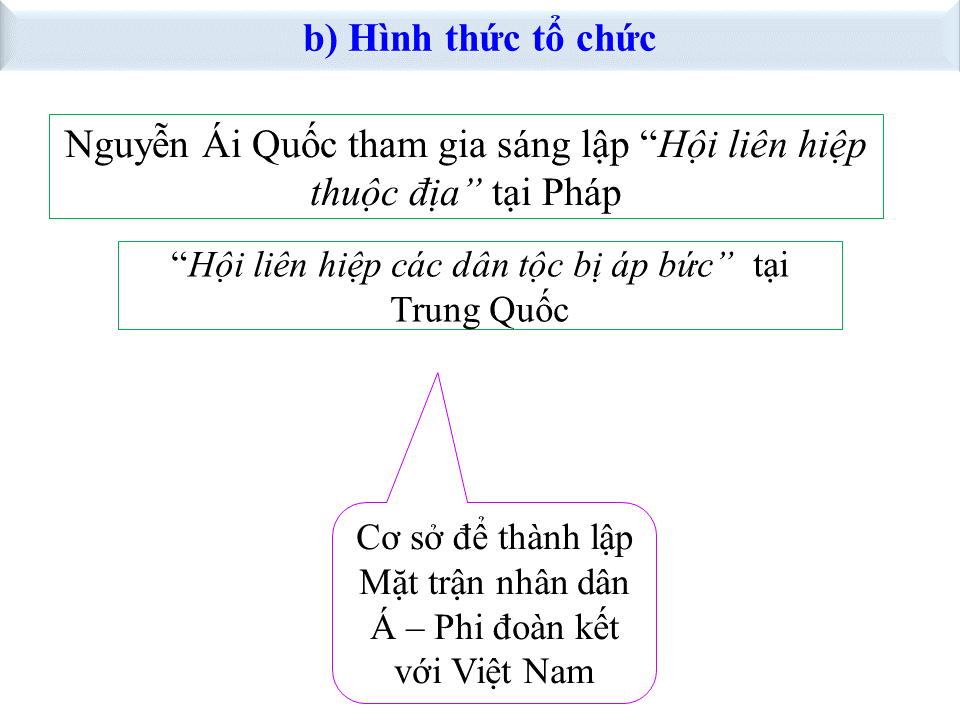 b) Hình thức tổ chức
Nguyễn Ái Quốc tham gia sáng lập “Hội liên hiệp
thuộc địa” tại Pháp
“Hội liên hiệp các dân tộc bị áp bức” tại
Trung Quốc
Cơ sở để thành lập
Mặt trận nhân dân
Á – Phi đoàn kết
với Việt Nam